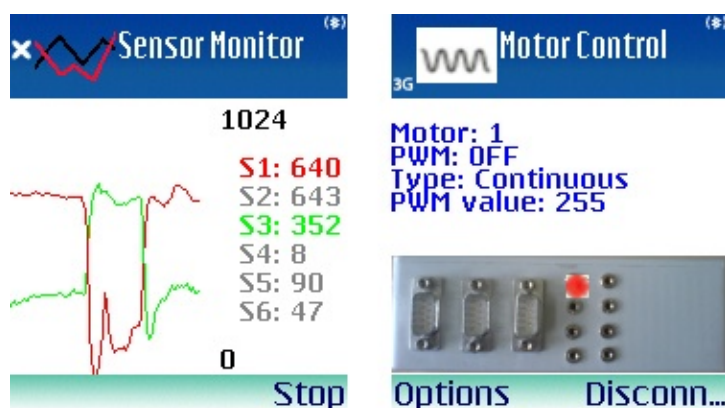 Sensor Monitor
1024
S1: 640
S2: 643
S3: 352
S4: 8
S5: 90
S6: 47
0
Stop
3G
Motor Control
Motor: 1
PWM: OFF
Type: Continuous
PWM value: 255
Options Disconn...